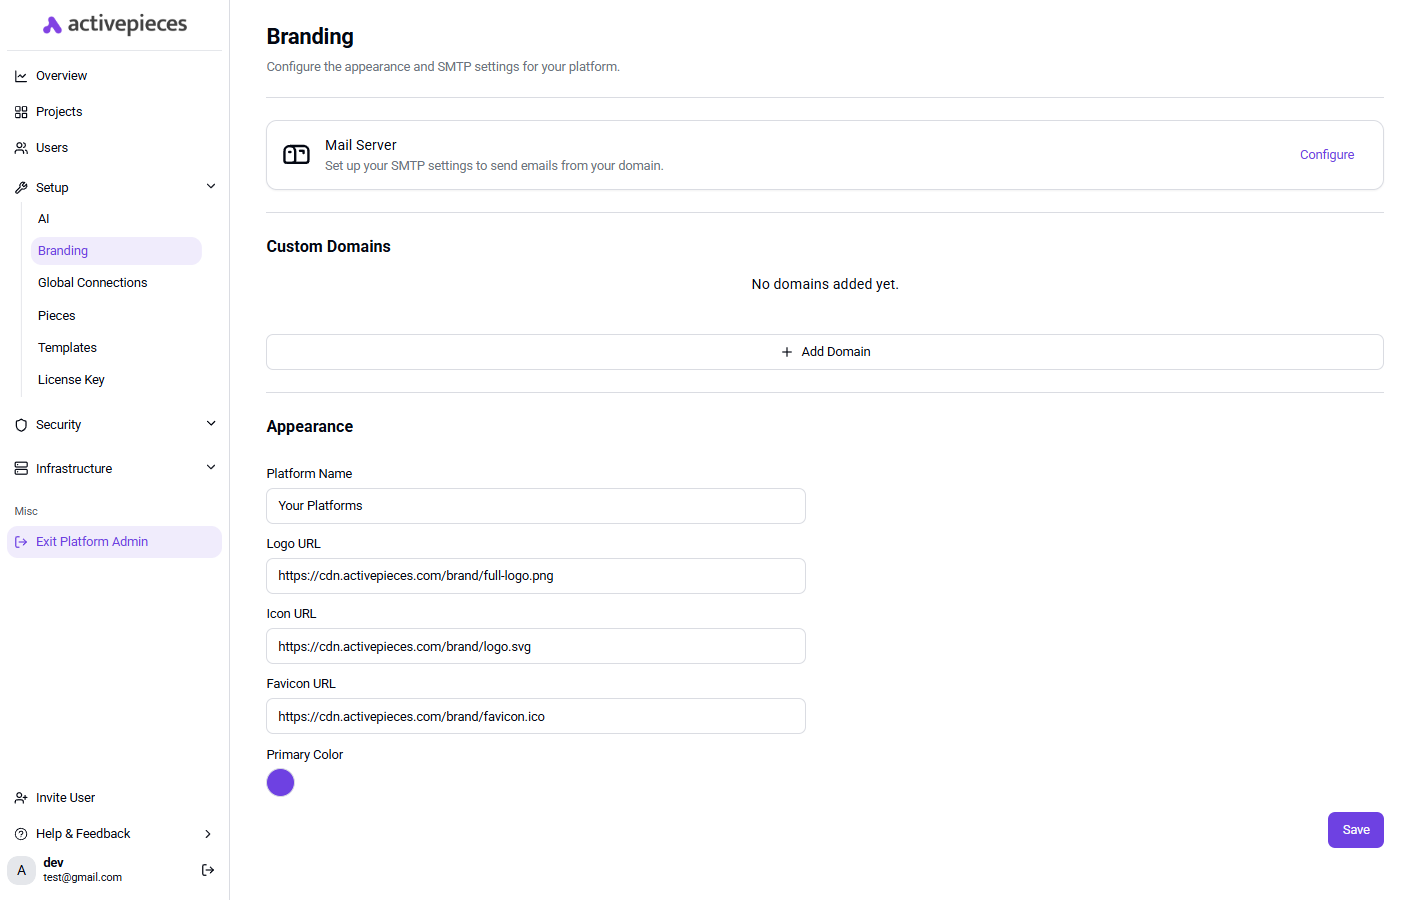 activepieces
Overview
Projects
Users
Setup
AI
Branding
Global Connections
Pieces
Templates
License Key
Security
Infrastructure
Misc
Exit Platform Admin
Invite User
Help & Feedback
A
dev
test@gmail.com
Branding
Configure the appearance and SMTP settings for your platform.
Mail Server
Set up your SMTP settings to send emails from your domain.
Configure
Custom Domains
No domains added yet.
Add Domain
Appearance
Platform Name
Your Platforms
Logo URL
https://cdn.activepieces.com/brand/full-logo.png
Icon URL
https://cdn.activepieces.com/brand/logo.svg
Favicon URL
https://cdn.activepieces.com/brand/favicon.ico
Primary Color
Save